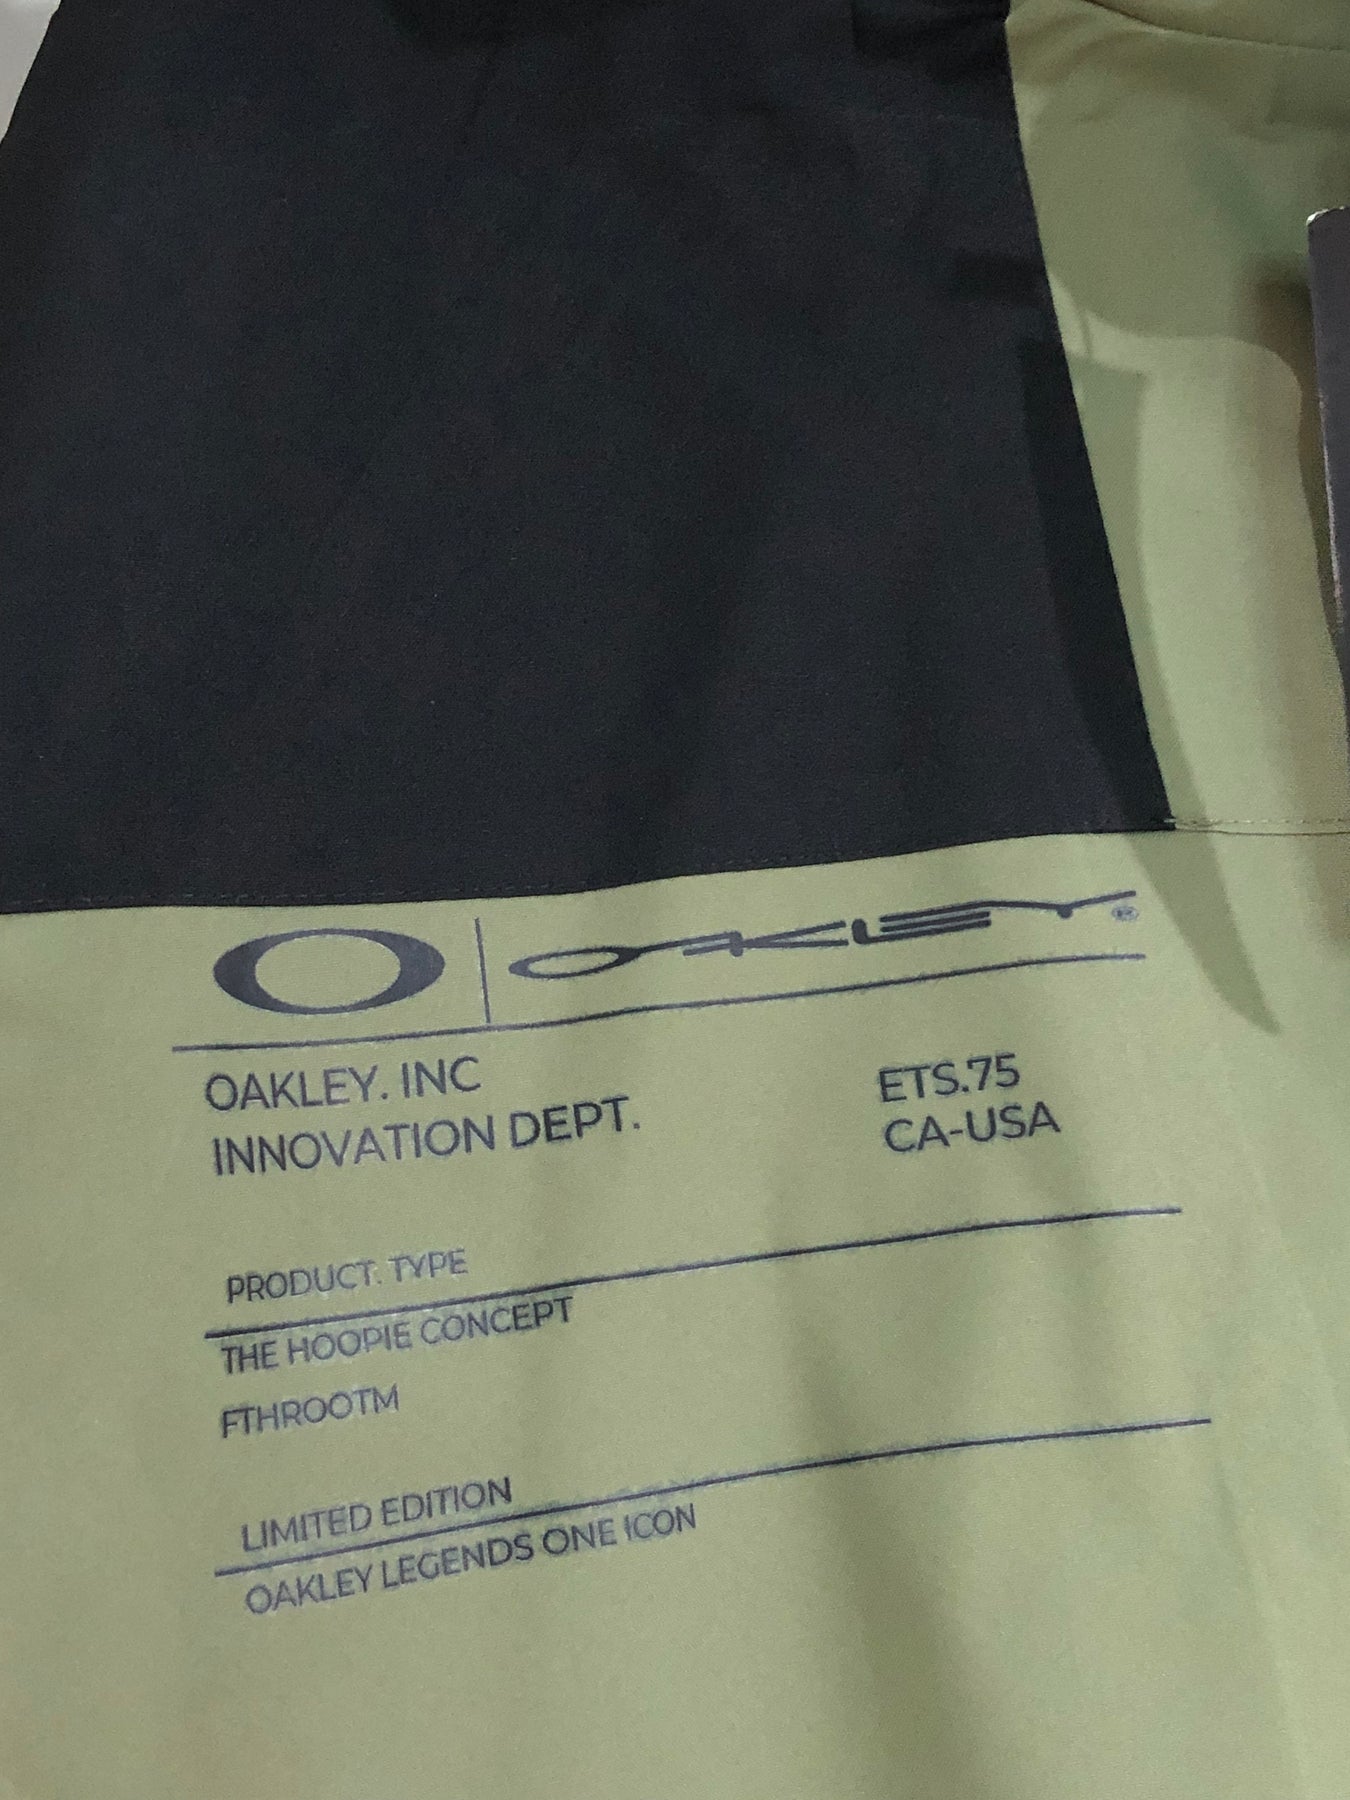 OAKLEY®
OAKLEY. INC
INNOVATION DEPT.
ETS.75
CA-USA
PRODUCT. TYPE
THE HOOPIE CONCEPT
FTHROOTM
LIMITED EDITION
OAKLEY LEGENDS ONE ICON